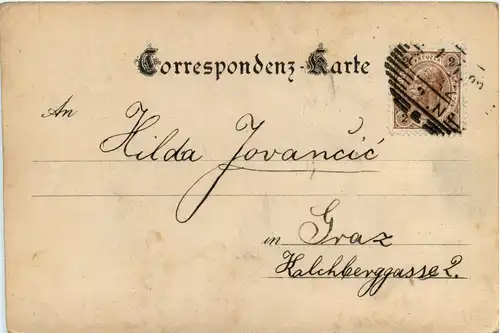 Correspondenz-Karte
An
Hilda Jovančić
in Graz
Kalchberggasse 2.